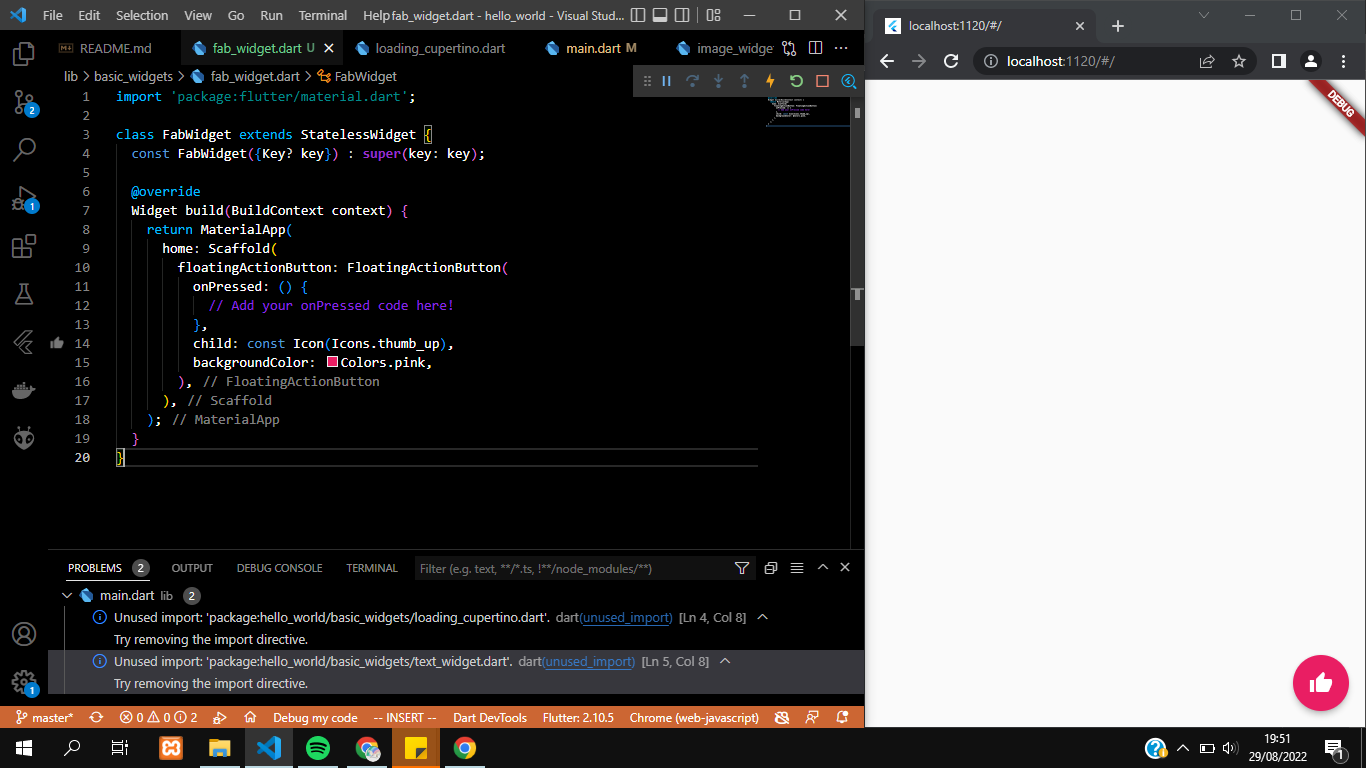 File Edit Selection View Go Run Terminal Help fab_widget.dart - hello_world - Visual Stud...
README.md fab_widget.dart U loading_cupertino.dart main.dart M image_widge
lib > basic_widgets > fab_widget.dart > FabWidget
1 import 'package:flutter/material.dart';
2
3 class FabWidget extends StatelessWidget {
4 const FabWidget({Key? key}) : super(key: key);
5
6 @override
7 Widget build(BuildContext context) {
8 return MaterialApp(
9 home: Scaffold(
10 floatingActionButton: FloatingActionButton(
11 onPressed: () {
12 // Add your onPressed code here!
13 },
14 child: const Icon(Icons.thumb_up),
15 backgroundColor: Colors.pink,
16 ), // FloatingActionButton
17 ), // Scaffold
18 ); // MaterialApp
19 }
20 }
PROBLEMS 2 OUTPUT DEBUG CONSOLE TERMINAL Filter (e.g. text, **/*.ts, !**/node_modules/**)
main.dart lib 2
Unused import: 'package:hello_world/basic_widgets/loading_cupertino.dart'. dart(unused_import) [Ln 4, Col 8]
Try removing the import directive.
Unused import: 'package:hello_world/basic_widgets/text_widget.dart'. dart(unused_import) [Ln 5, Col 8]
Try removing the import directive.
2
1
1
master* 0 0 2 Debug my code -- INSERT -- Dart DevTools Flutter: 2.10.5 Chrome (web-javascript)
localhost:1120/#/
localhost:1120/#/
DEBUG
19:51
29/08/2022
1